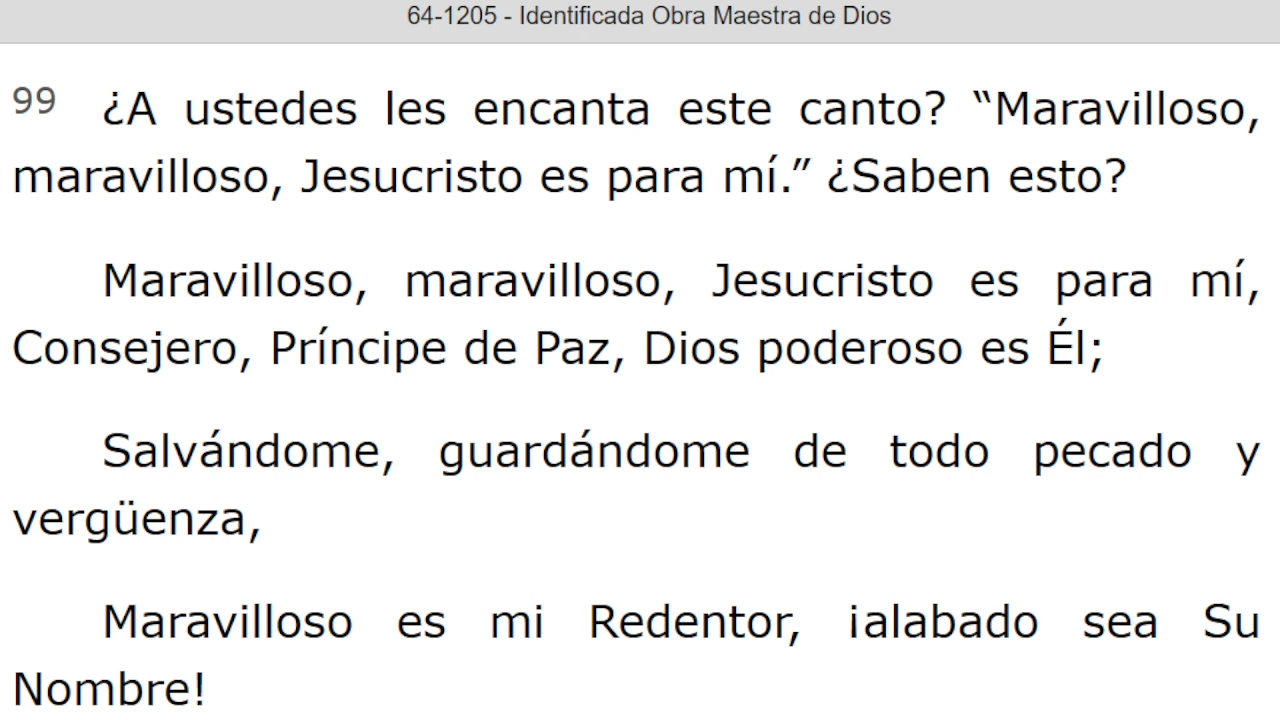 64-1205 - Identificada Obra Maestra de Dios
99 ¿A ustedes les encanta este canto? “Maravilloso,
maravilloso, Jesucristo es para mí.” ¿Saben esto?
Maravilloso, maravilloso, Jesucristo es para mí,
Consejero, Príncipe de Paz, Dios poderoso es Él;
Salvándome, guardándome de todo pecado y
vergüenza,
Maravilloso es mi Redentor, ¡alabado sea Su
Nombre!